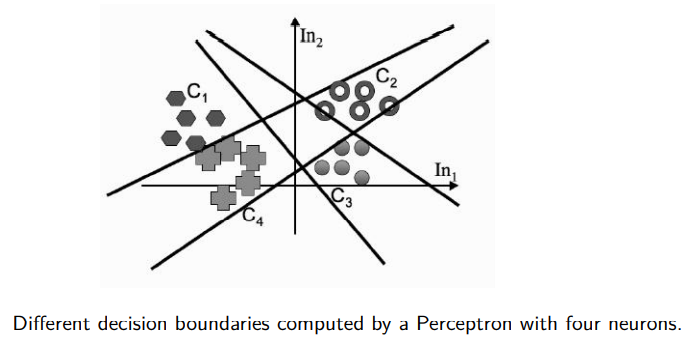 In₂
C₁
C₂
In₁
C₃
C₄
Different decision boundaries computed by a Perceptron with four neurons.